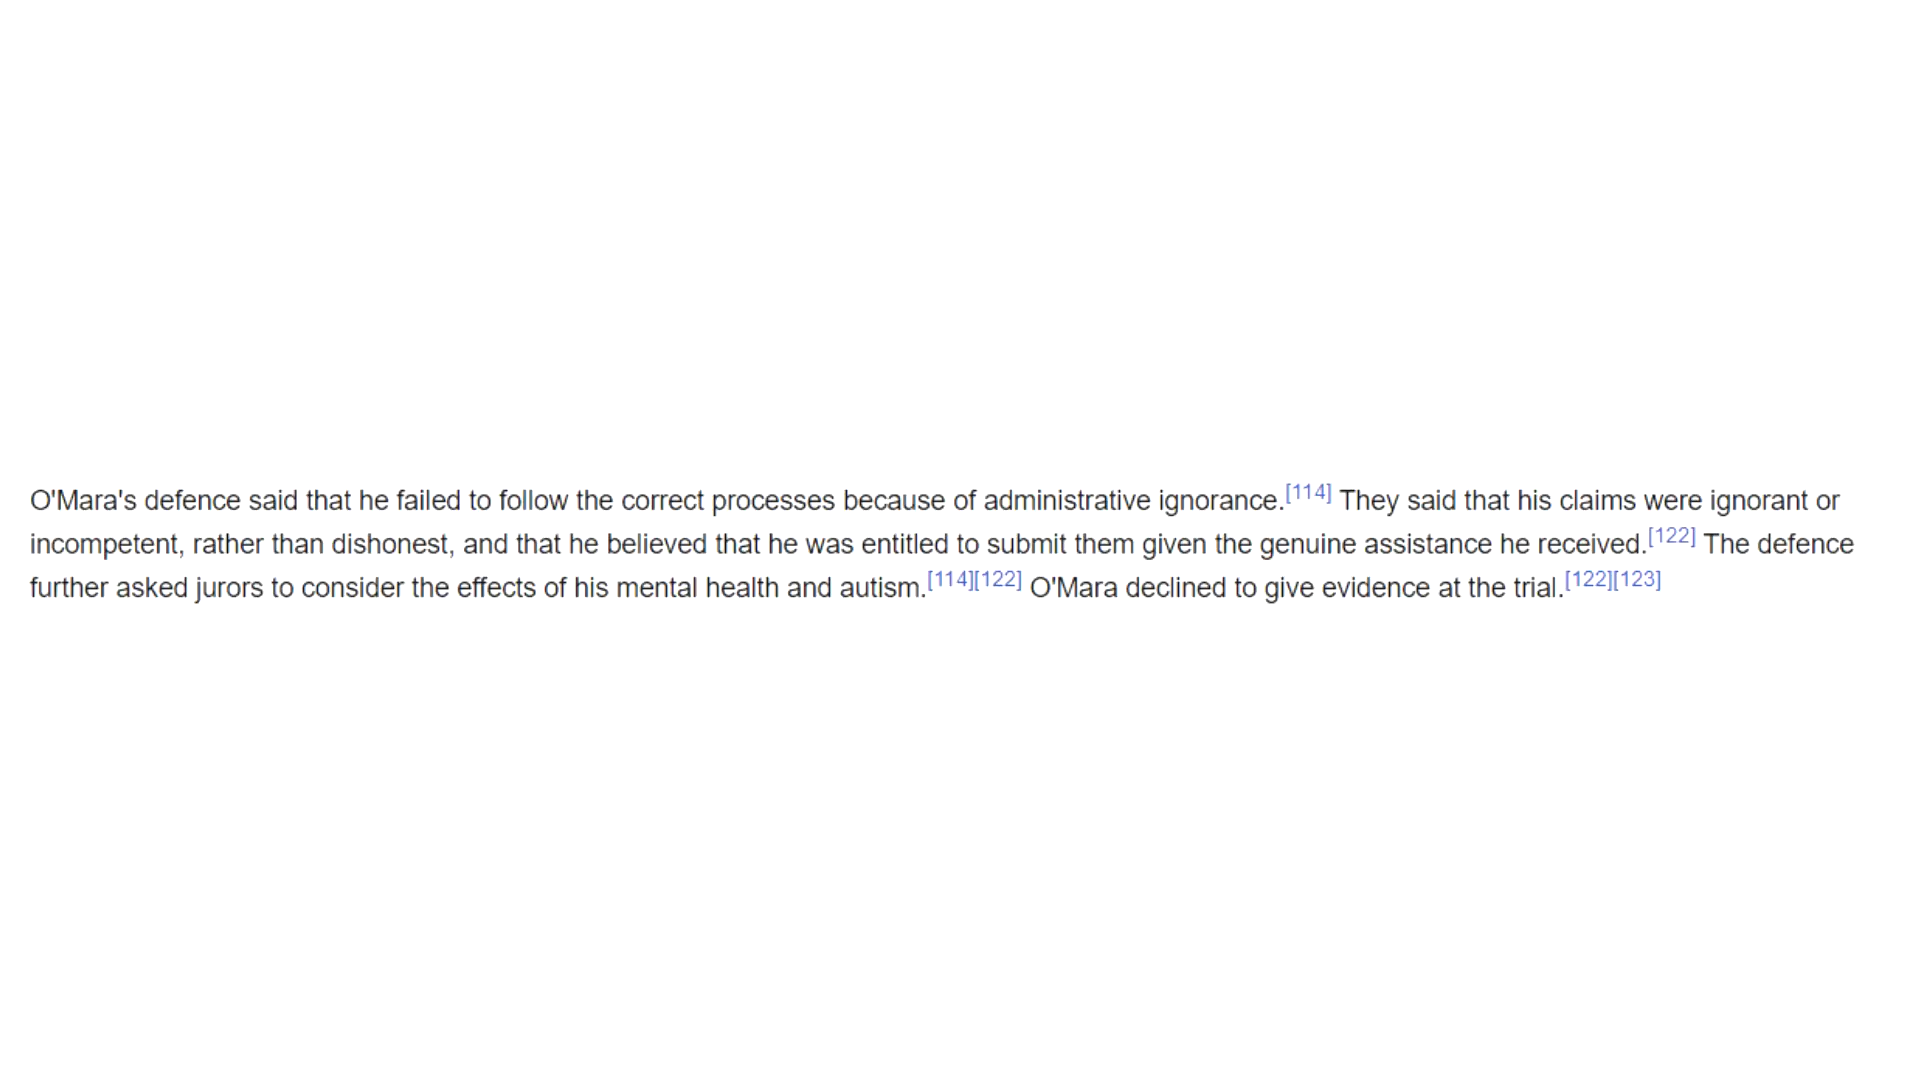 O'Mara's defence said that he failed to follow the correct processes because of administrative ignorance.[114] They said that his claims were ignorant or
incompetent, rather than dishonest, and that he believed that he was entitled to submit them given the genuine assistance he received.[122] The defence
further asked jurors to consider the effects of his mental health and autism.[114][122] O'Mara declined to give evidence at the trial.[122][123]